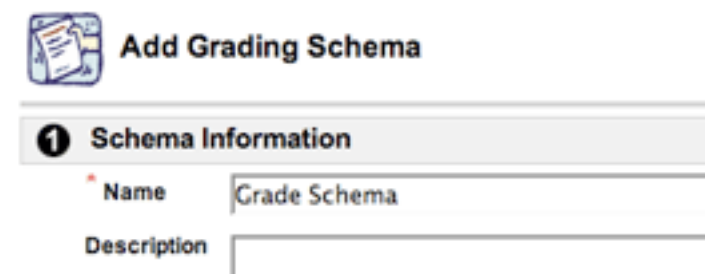 Add Grading Schema
1 Schema Information
* Name Grade Schema
Description